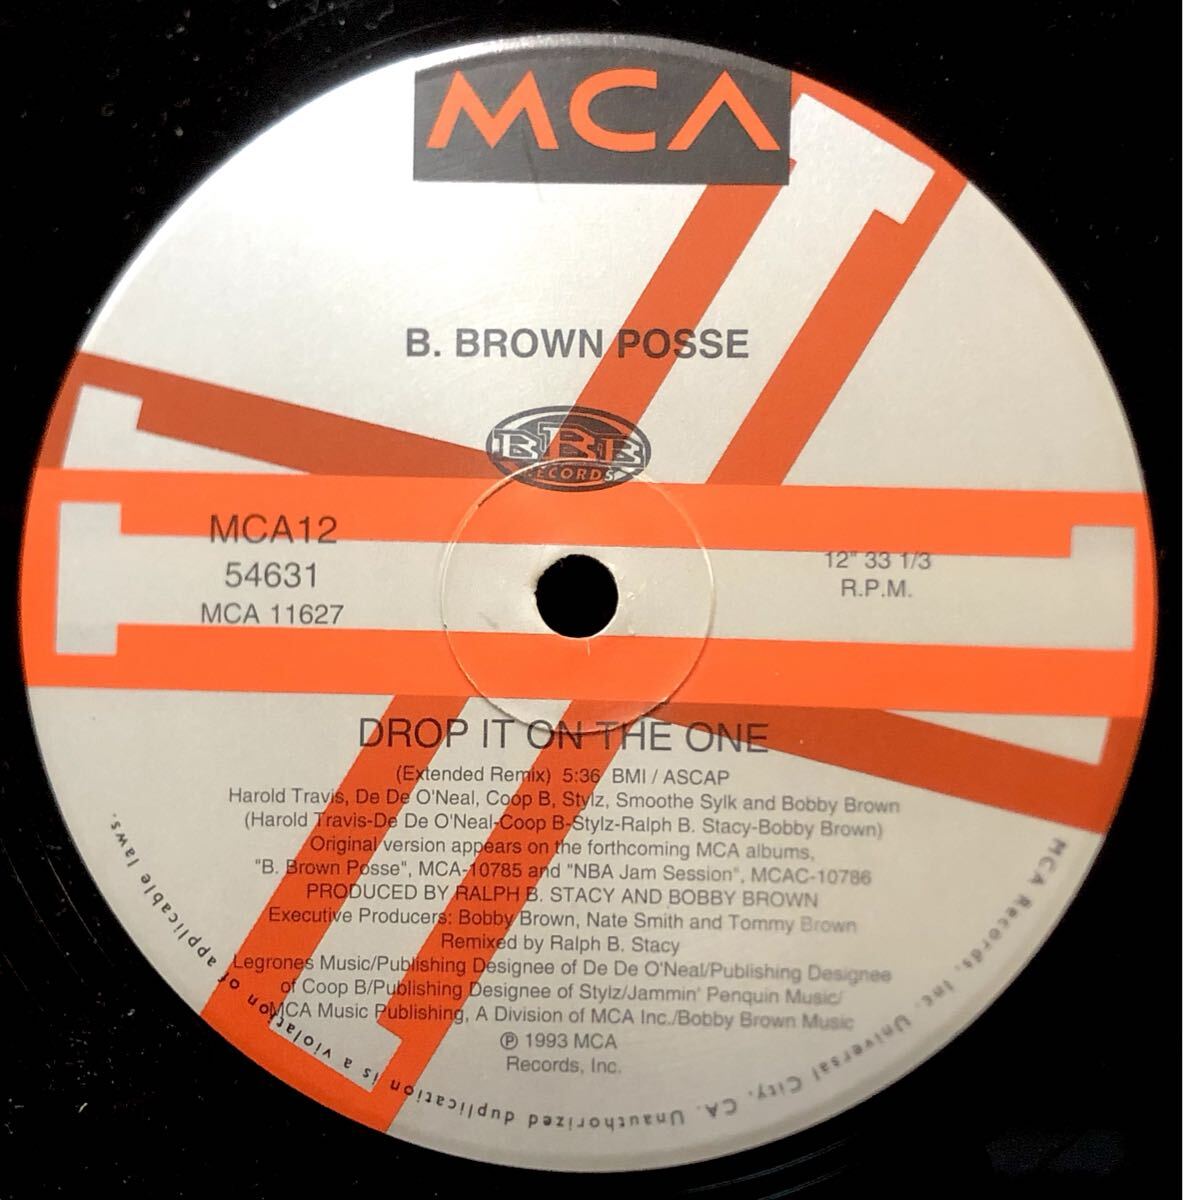 MCA
B. BROWN POSSE
BBB
RECORDS
MCA12
54631
MCA 11627
12" 33 1/3
R.P.M.
DROP IT ON THE ONE
(Extended Remix) 5:36 BMI / ASCAP
Harold Travis, De De O'Neal, Coop B, Stylz, Smoothe Sylk and Bobby Brown
(Harold Travis-De De O'Neal-Coop B-Stylz-Ralph B. Stacy-Bobby Brown)
Original version appears on the forthcoming MCA albums,
"B. Brown Posse", MCA-10785 and "NBA Jam Session", MCAC-10786
PRODUCED BY RALPH B. STACY AND BOBBY BROWN
Executive Producers: Bobby Brown, Nate Smith and Tommy Brown
Remixed by Ralph B. Stacy
Legrones Music/Publishing Designee of De De O'Neal/Publishing Designee
of Coop B/Publishing Designee of Stylz/Jammin' Penquin Music/
MCA Music Publishing, A Division of MCA Inc./Bobby Brown Music
℗ 1993 MCA
Records, Inc.
MCA Records, Inc. Universal City, CA. Unauthorized duplication is a violation of applicable laws.